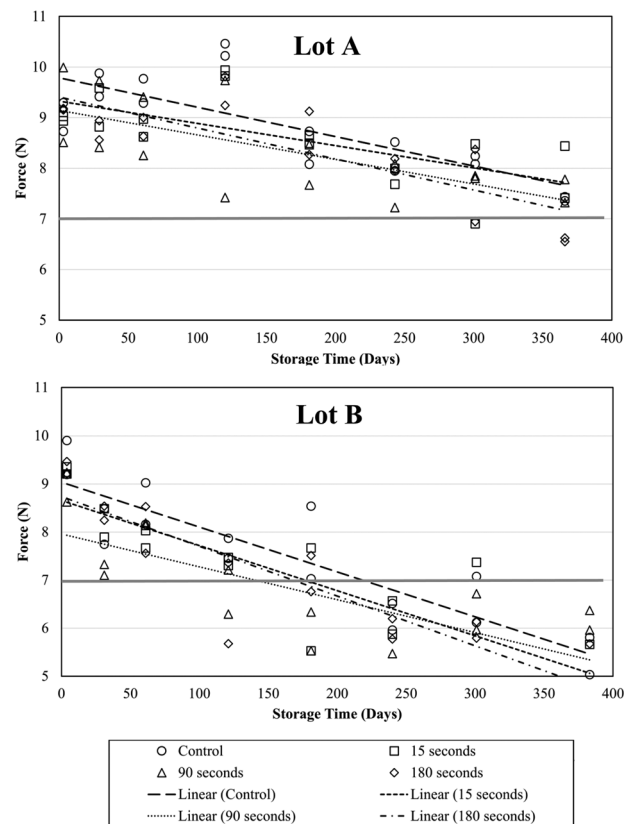 Lot A
Force (N)
11
10
9
8
7
6
5
0 50 100 150 200 250 300 350 400
Storage Time (Days)
Lot B
Force (N)
11
10
9
8
7
6
5
0 50 100 150 200 250 300 350 400
Storage Time (Days)
Control 15 seconds
90 seconds 180 seconds
Linear (Control) Linear (15 seconds)
Linear (90 seconds) Linear (180 seconds)